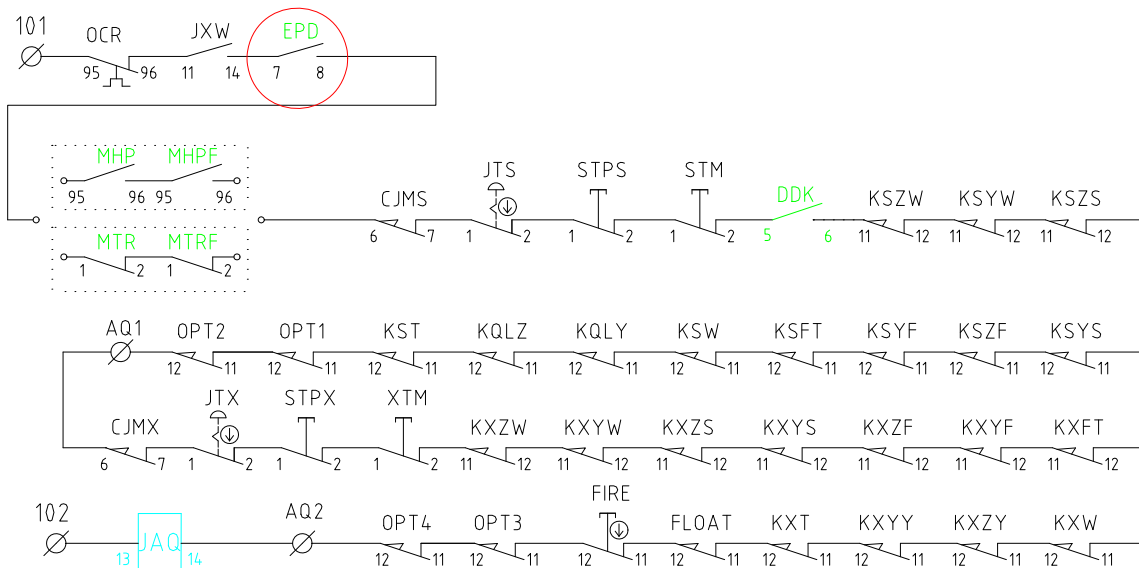 101 OCR JXW EPD
95 96 11 14 7 8
MHP MHPF
95 96 95 96
CJMS JTS STPS STM DDK KSZW KSYW KSZS
6 7 1 2 1 2 1 2 5 6 11 12 11 12 11 12
MTR MTRF
1 2 1 2
AQ1 OPT2 OPT1 KST KQLZ KQLY KSW KSFT KSYF KSZF KSYS
12 11 12 11 12 11 12 11 12 11 12 11 12 11 12 11 12 11 12 11
CJMX JTX STPX XTM KXZW KXYW KXZS KXYS KXZF KXYF KXFT
6 7 1 2 1 2 1 2 11 12 11 12 11 12 11 12 11 12 11 12 11 12
102 JAQ AQ2 OPT4 OPT3 FIRE FLOAT KXT KXYY KXZY KXW
13 14 12 11 12 11 12 11 12 11 12 11 12 11 12 11 12 11